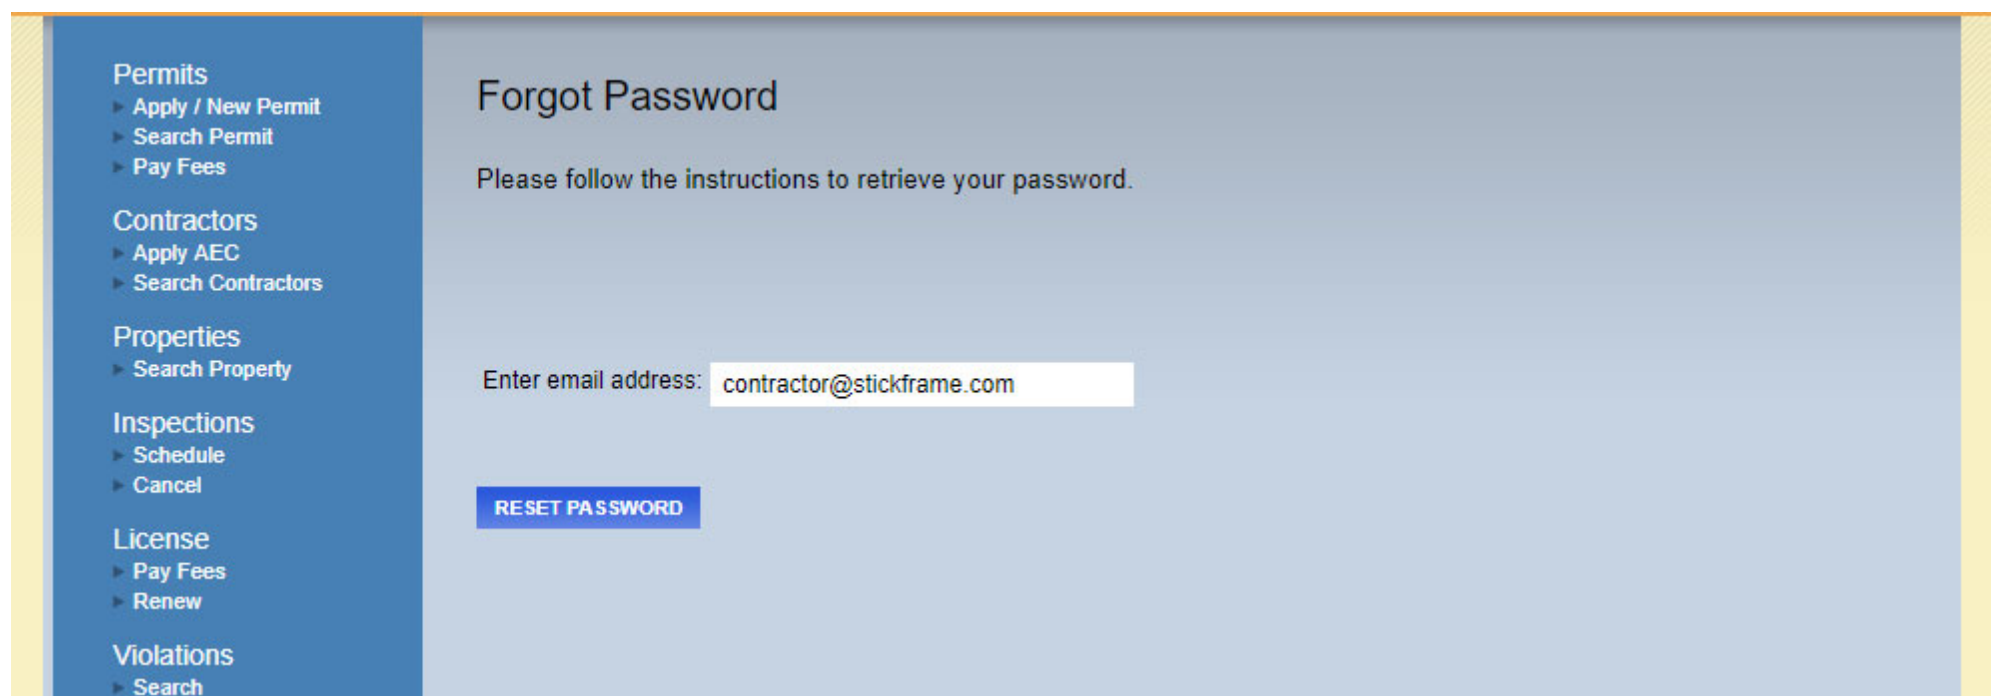 Permits
Apply / New Permit
Search Permit
Pay Fees
Contractors
Apply AEC
Search Contractors
Properties
Search Property
Inspections
Schedule
Cancel
License
Pay Fees
Renew
Violations
Search
Forgot Password
Please follow the instructions to retrieve your password.
Enter email address: contractor@stickframe.com
RESET PASSWORD